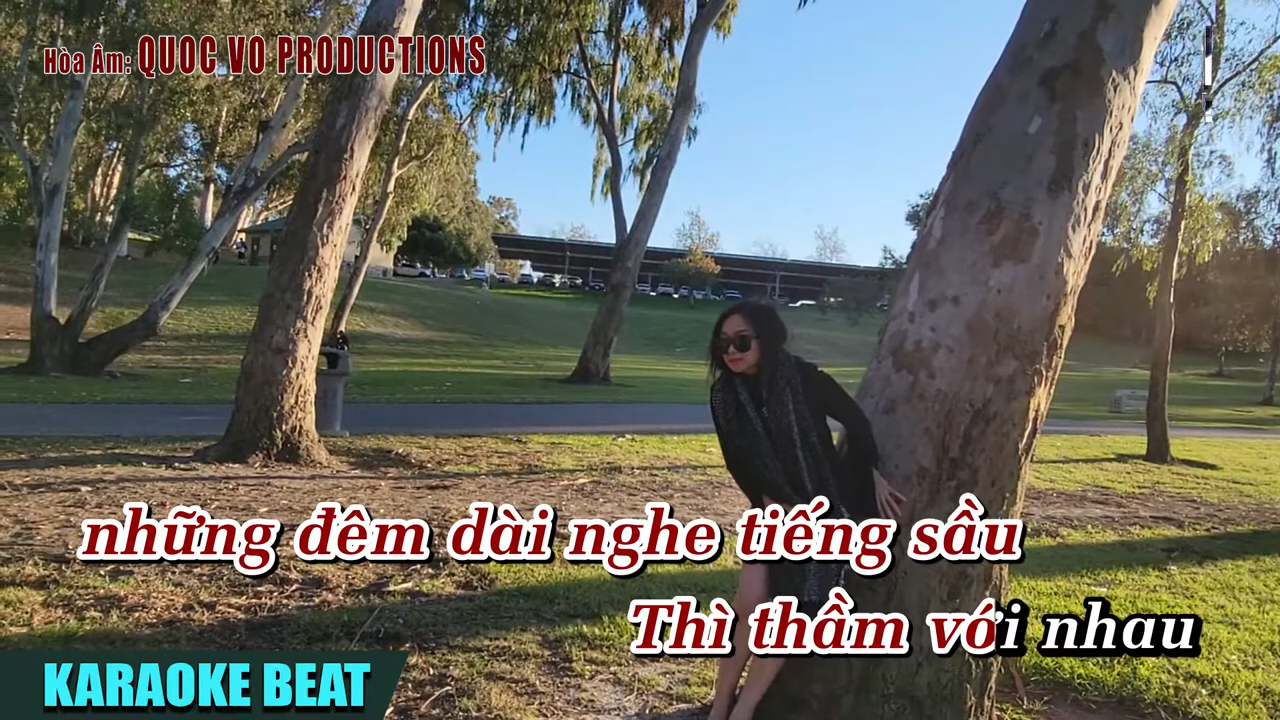 Hòa Âm: QUOC VO PRODUCTIONS
những đêm dài nghe tiếng sầu
Thì thầm với nhau
KARAOKE BEAT